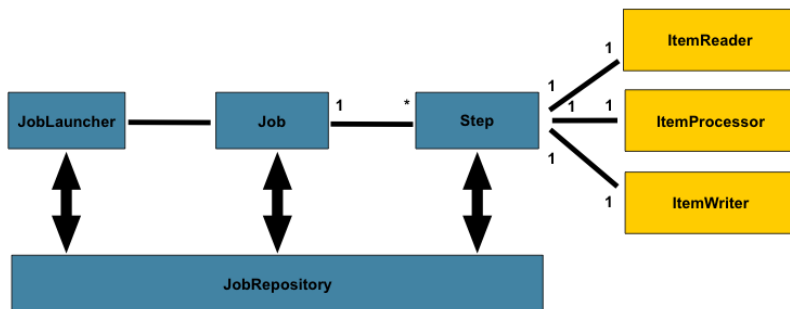 ItemReader
1
JobLauncher
Job
1
*
Step
1
1
1
ItemProcessor
1
1
ItemWriter
JobRepository